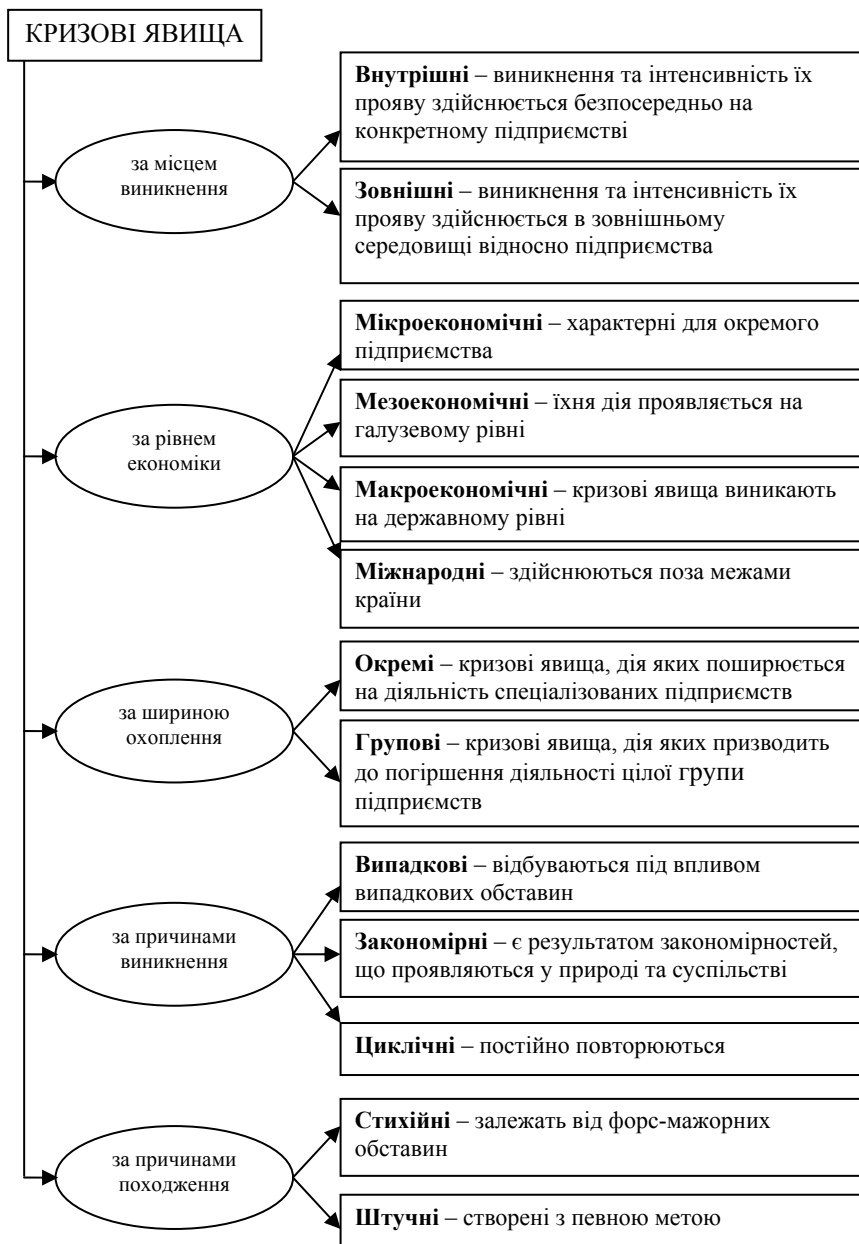 КРИЗОВІ ЯВИЩА
за місцем
виникнення
Внутрішні – виникнення та інтенсивність їх
прояву здійснюється безпосередньо на
конкретному підприємстві
Зовнішні – виникнення та інтенсивність їх
прояву здійснюється в зовнішньому
середовищі відносно підприємства
за рівнем
економіки
Мікроекономічні – характерні для окремого
підприємства
Мезоекономічні – їхня дія проявляється на
галузевому рівні
Макроекономічні – кризові явища виникають
на державному рівні
Міжнародні – здійснюються поза межами
країни
за шириною
охоплення
Окремі – кризові явища, дія яких поширюється
на діяльність спеціалізованих підприємств
Групові – кризові явища, дія яких призводить
до погіршення діяльності цілої групи
підприємств
за причинами
виникнення
Випадкові – відбуваються під впливом
випадкових обставин
Закономірні – є результатом закономірностей,
що проявляються у природі та суспільстві
Циклічні – постійно повторюються
за причинами
походження
Стихійні – залежать від форс-мажорних
обставин
Штучні – створені з певною метою